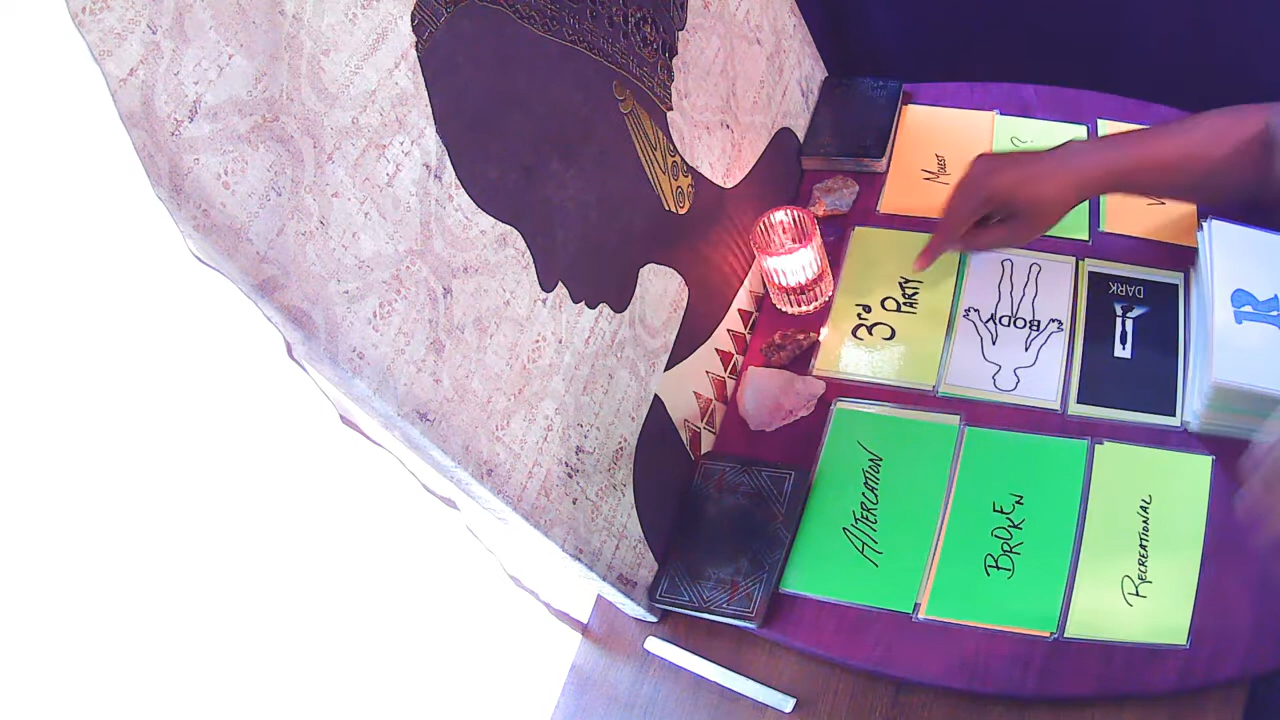 Molest
?
V
3rd
Party
BODY
DARK
Altercation
Broken
Recreational